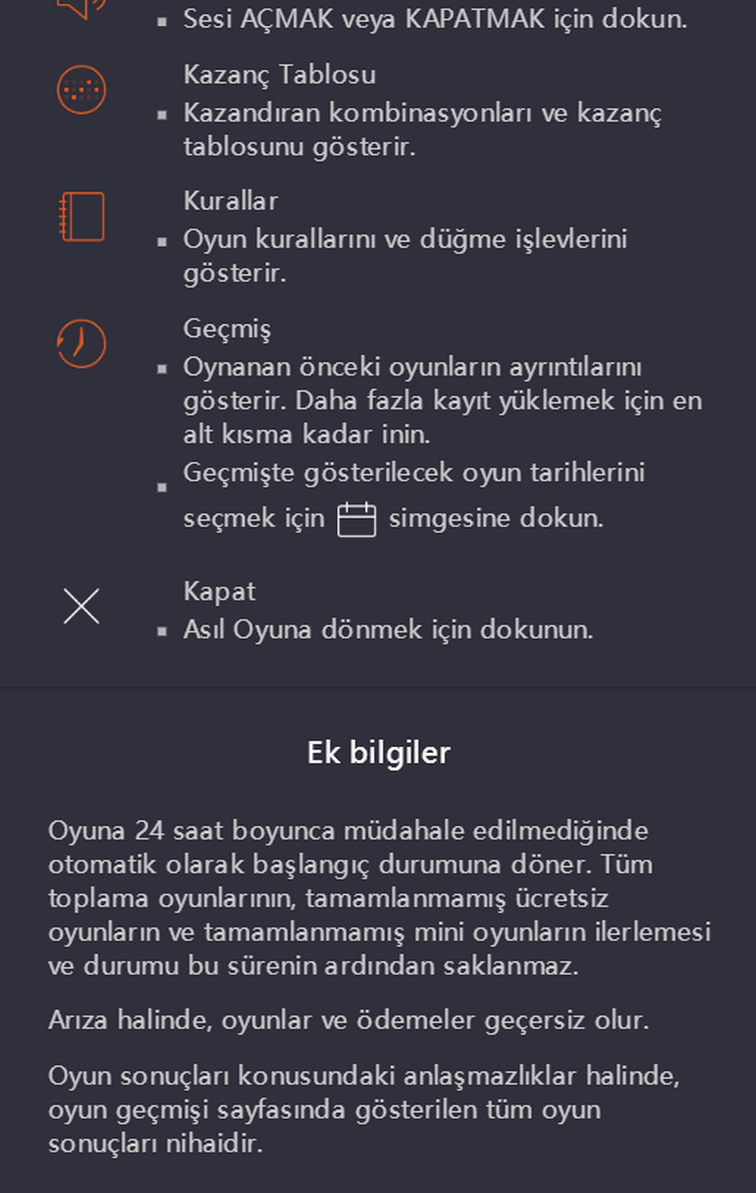 Sesi AÇMAK veya KAPATMAK için dokun.
Kazanç Tablosu
Kazandıran kombinasyonları ve kazanç
tablosunu gösterir.
Kurallar
Oyun kurallarını ve düğme işlevlerini
gösterir.
Geçmiş
Oynanan önceki oyunların ayrıntılarını
gösterir. Daha fazla kayıt yüklemek için en
alt kısma kadar inin.
Geçmişte gösterilecek oyun tarihlerini
seçmek için simgesine dokun.
Kapat
Asıl Oyuna dönmek için dokunun.
Ek bilgiler
Oyuna 24 saat boyunca müdahale edilmediğinde
otomatik olarak başlangıç durumuna döner. Tüm
toplama oyunlarının, tamamlanmamış ücretsiz
oyunların ve tamamlanmamış mini oyunların ilerlemesi
ve durumu bu sürenin ardından saklanmaz.
Arıza halinde, oyunlar ve ödemeler geçersiz olur.
Oyun sonuçları konusundaki anlaşmazlıklar halinde,
oyun geçmişi sayfasında gösterilen tüm oyun
sonuçları nihaidir.